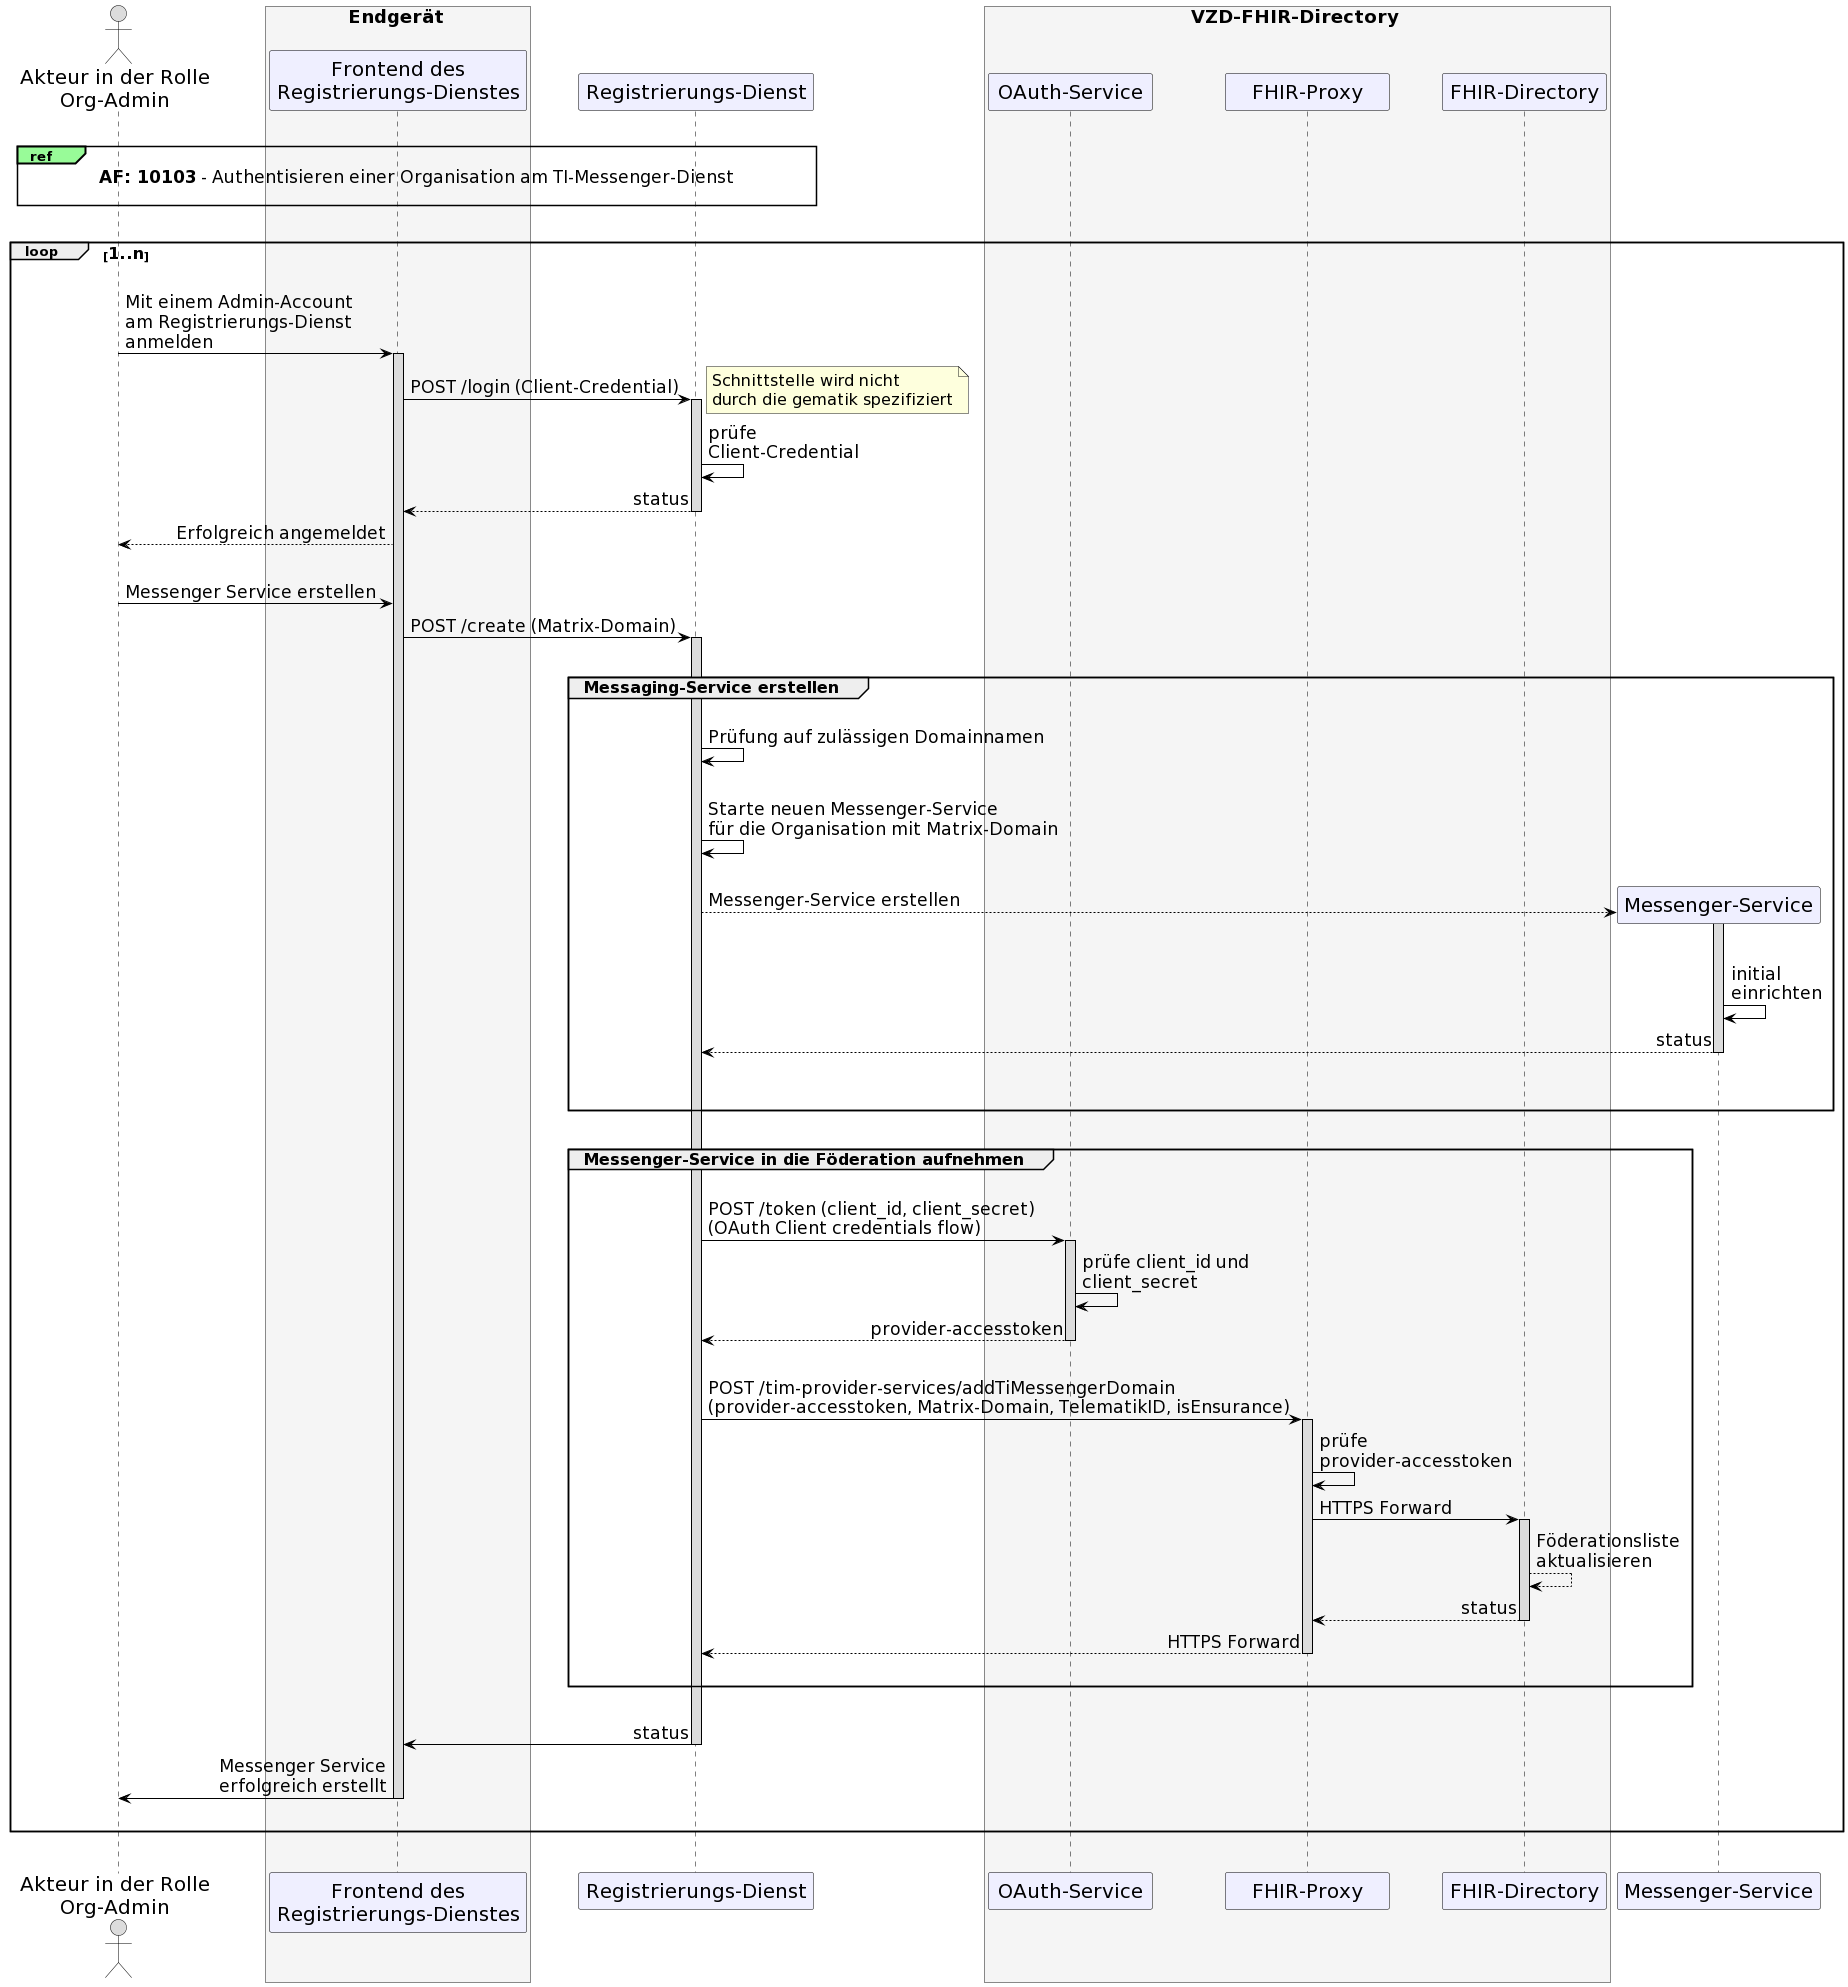 Endgerät
VZD-FHIR-Directory
Akteur in der Rolle
Org-Admin
Frontend des
Registrierungs-Dienstes
Registrierungs-Dienst
OAuth-Service
FHIR-Proxy
FHIR-Directory
ref
AF: 10103 - Authentisieren einer Organisation am TI-Messenger-Dienst
loop
[1..n]
Mit einem Admin-Account
am Registrierungs-Dienst
anmelden
POST /login (Client-Credential)
Schnittstelle wird nicht
durch die gematik spezifiziert
prüfe
Client-Credential
status
Erfolgreich angemeldet
Messenger Service erstellen
POST /create (Matrix-Domain)
Messaging-Service erstellen
Prüfung auf zulässigen Domainnamen
Starte neuen Messenger-Service
für die Organisation mit Matrix-Domain
Messenger-Service erstellen
Messenger-Service
initial
einrichten
status
Messenger-Service in die Föderation aufnehmen
POST /token (client_id, client_secret)
(OAuth Client credentials flow)
prüfe client_id und
client_secret
provider-accesstoken
POST /tim-provider-services/addTiMessengerDomain
(provider-accesstoken, Matrix-Domain, TelematikID, isEnsurance)
prüfe
provider-accesstoken
HTTPS Forward
Föderationsliste
aktualisieren
status
HTTPS Forward
status
Messenger Service
erfolgreich erstellt
Akteur in der Rolle
Org-Admin
Frontend des
Registrierungs-Dienstes
Registrierungs-Dienst
OAuth-Service
FHIR-Proxy
FHIR-Directory
Messenger-Service